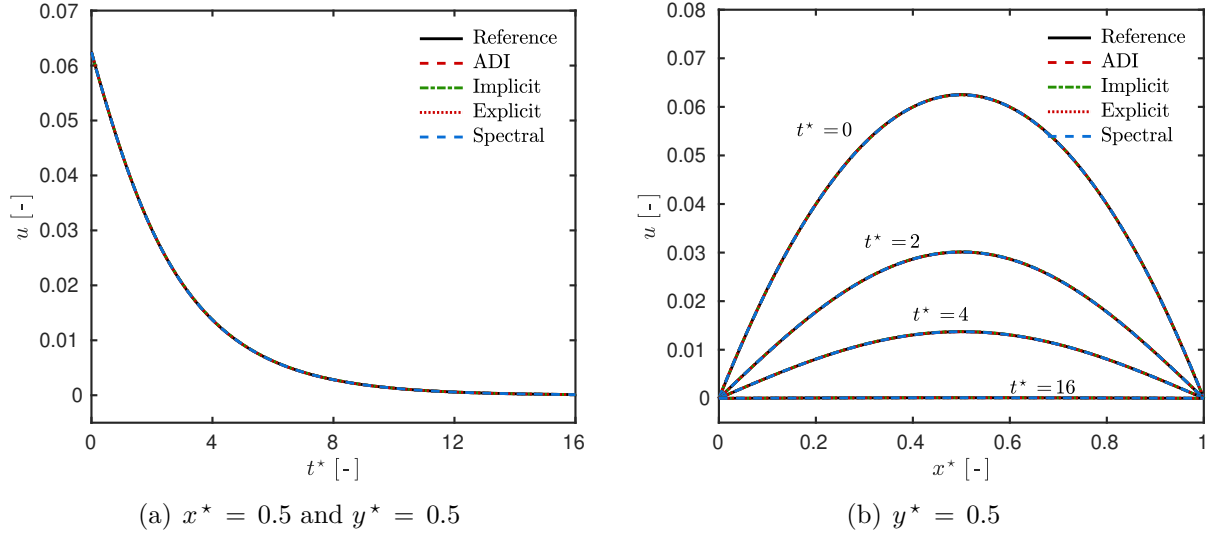 0.07
0.06
0.05
0.04
0.03
0.02
0.01
0
u [ - ]
0 4 8 12 16
t⋆ [ - ]
Reference
ADI
Implicit
Explicit
Spectral
(a) x⋆ = 0.5 and y⋆ = 0.5
0.08
0.07
0.06
0.05
0.04
0.03
0.02
0.01
0
u [ - ]
0 0.2 0.4 0.6 0.8 1
x⋆ [ - ]
Reference
ADI
Implicit
Explicit
Spectral
t⋆ = 0
t⋆ = 2
t⋆ = 4
t⋆ = 16
(b) y⋆ = 0.5